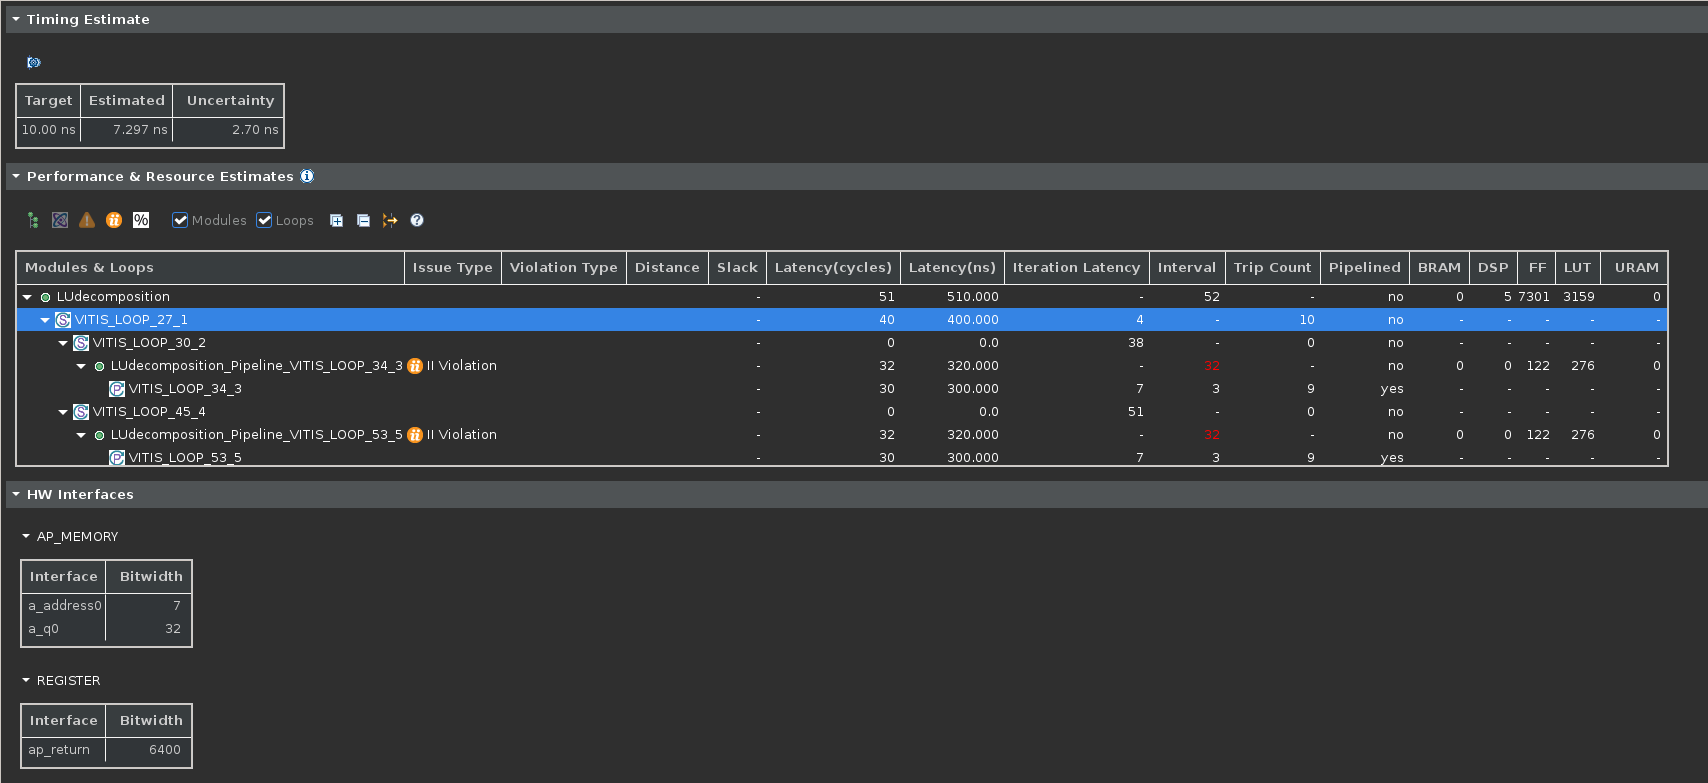 Timing Estimate
Target Estimated Uncertainty
10.00 ns 7.297 ns 2.70 ns
Performance & Resource Estimates
% Modules Loops
Modules & Loops Issue Type Violation Type Distance Slack Latency(cycles) Latency(ns) Iteration Latency Interval Trip Count Pipelined BRAM DSP FF LUT URAM
LUdecomposition - 51 510.000 - 52 - no 0 5 7301 3159 0
VITIS_LOOP_27_1 - 40 400.000 4 - 10 no - - - - -
VITIS_LOOP_30_2 - 0 0.0 38 - 0 no - - - - -
LUdecomposition_Pipeline_VITIS_LOOP_34_3 II Violation - 32 320.000 - 32 - no 0 0 122 276 0
VITIS_LOOP_34_3 - 30 300.000 7 3 9 yes - - - - -
VITIS_LOOP_45_4 - 0 0.0 51 - 0 no - - - - -
LUdecomposition_Pipeline_VITIS_LOOP_53_5 II Violation - 32 320.000 - 32 - no 0 0 122 276 0
VITIS_LOOP_53_5 - 30 300.000 7 3 9 yes - - - - -
HW Interfaces
AP_MEMORY
Interface Bitwidth
a_address0 7
a_q0 32
REGISTER
Interface Bitwidth
ap_return 6400